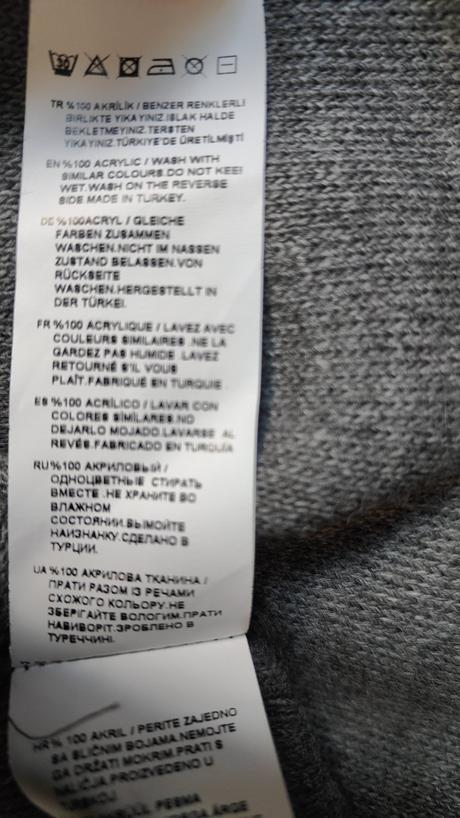 30
TR %100 AKRİLİK / BENZER RENKLERLİ
BİRLİKTE YIKAYINIZ.ISLAK HALDE
BEKLETMEYİNİZ.TERSTEN
YIKAYINIZ.TÜRKİYE'DE ÜRETİLMİŞTİ
EN %100 ACRYLIC / WASH WITH
SIMILAR COLOURS.DO NOT KEEI
WET.WASH ON THE REVERSE
SIDE MADE IN TURKEY.
DE %100ACRYL / GLEICHE
FARBEN ZUSAMMEN
WASCHEN.NICHT IM NASSEN
ZUSTAND BELASSEN.VON
RÜCKSEITE
WASCHEN.HERGESTELLT IN
DER TÜRKEI.
FR %100 ACRYLIQUE / LAVEZ AVEC
COULEURS SIMILAIRES .NE LA
GARDEZ PAS HUMIDE LAVEZ
RETOURNÉ S'IL VOUS
PLAÎT.FABRIQUÉ EN TURQUIE .
ES %100 ACRÍLICO / LAVAR CON
COLORES SİMİLARES.NO
DEJARLO MOJADO.LAVARSE AL
REVÉS.FABRICADO EN TURQUÍA
RU %100 АКРИЛОВЫЙ /
ОДНОЦВЕТНЫЕ СТИРАТЬ
ВМЕСТЕ .НЕ ХРАНИТЕ ВО
ВЛАЖНОМ
СОСТОЯНИИ.ВЫМОЙТЕ
НАИЗНАНКУ.СДЕЛАНО В
ТУРЦИИ.
UA %100 АКРИЛОВА ТКАНИНА /
ПРАТИ РАЗОМ ІЗ РЕЧАМИ
СХОЖОГО КОЛЬОРУ.НЕ
ЗБЕРІГАЙТЕ ВОЛОГИМ.ПРАТИ
НАВИВОРІТ.ЗРОБЛЕНО В
ТУРЕЧЧИНІ.
HR % 100 AKRIL / PERITE ZAJEDNO
SA SLIČNIM BOJAMA.NEMOJTE
GA DRŽATI MOKRIM.PRATI S
NALIČJA PROIZVEDENO U
TURSKOJ